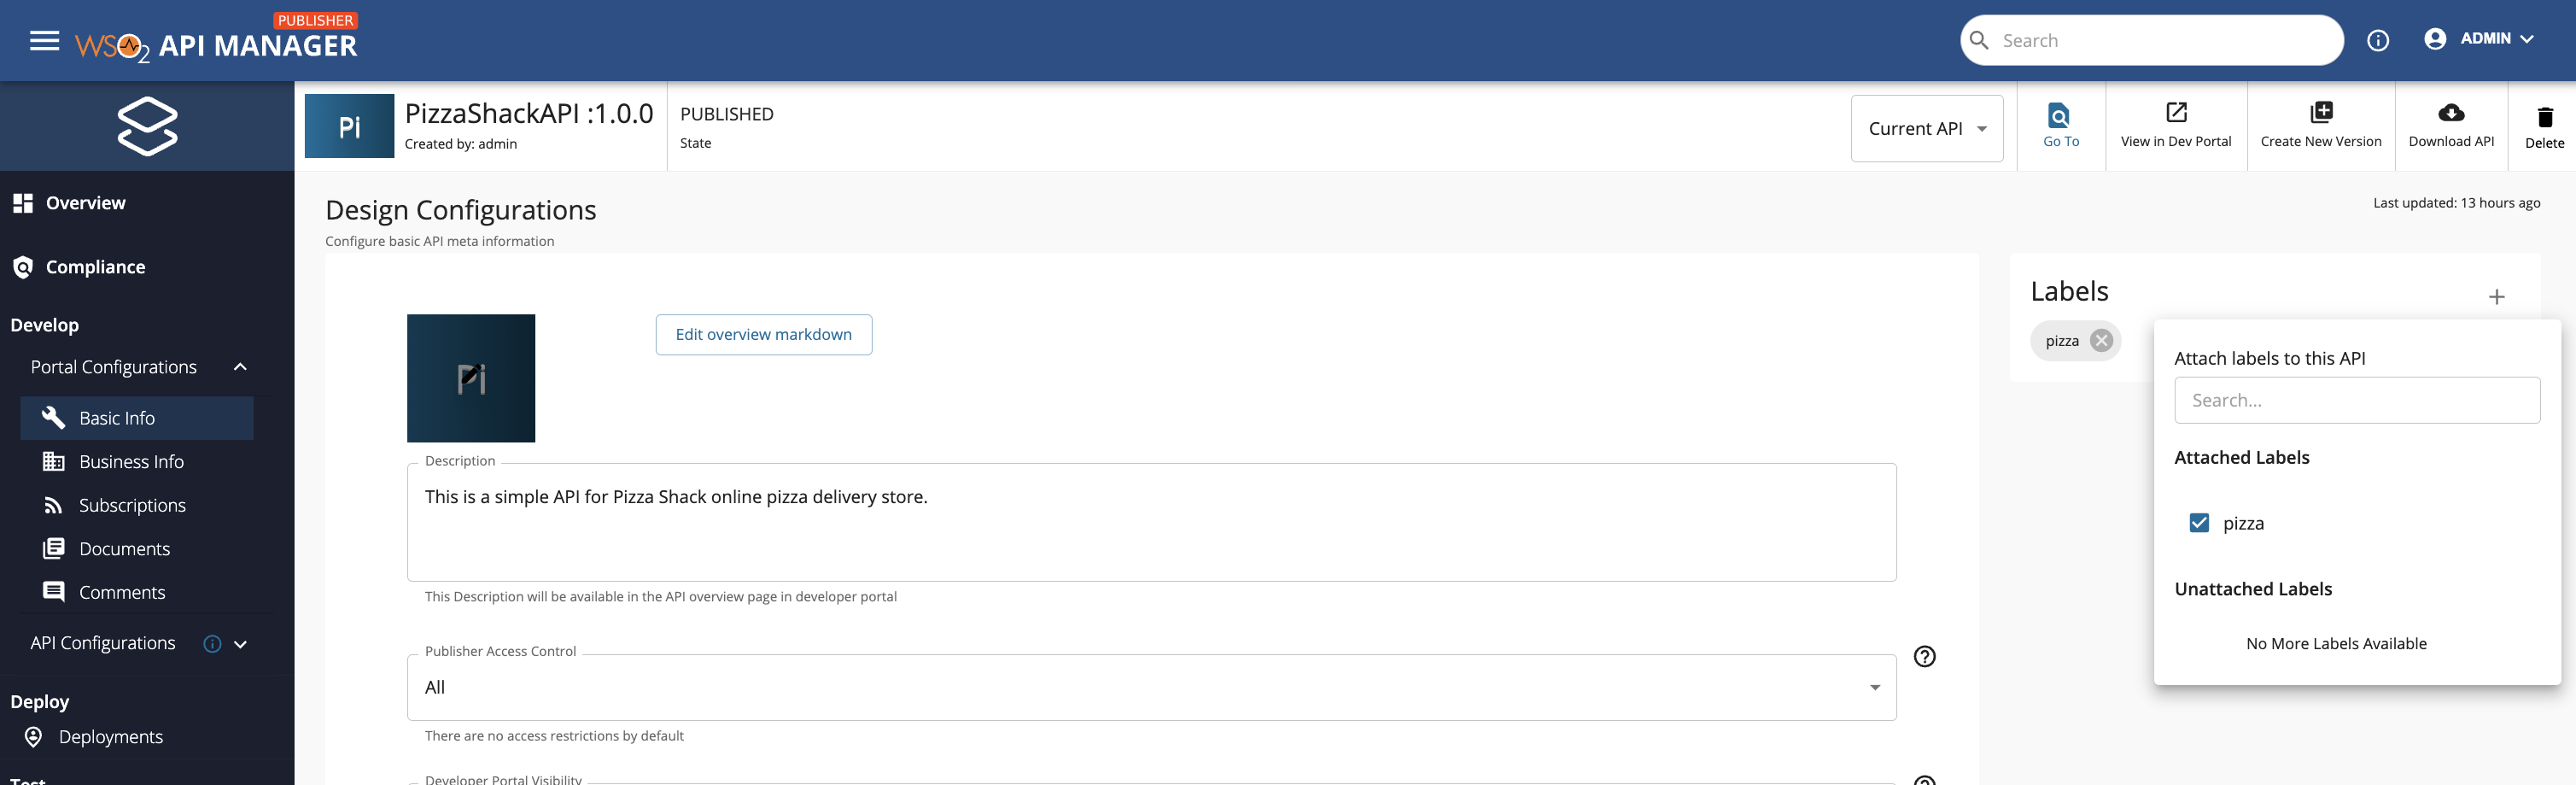 PUBLISHER
WSO2 API MANAGER
Search
ADMIN
Pi
PizzaShackAPI :1.0.0
Created by: admin
PUBLISHED
State
Current API
Go To
View in Dev Portal
Create New Version
Download API
Delete
Overview
Compliance
Develop
Portal Configurations
Basic Info
Business Info
Subscriptions
Documents
Comments
API Configurations
Deploy
Deployments
Test
Design Configurations
Configure basic API meta information
Last updated: 13 hours ago
Pi
Edit overview markdown
Description
This is a simple API for Pizza Shack online pizza delivery store.
This Description will be available in the API overview page in developer portal
Publisher Access Control
All
There are no access restrictions by default
Developer Portal Visibility
Labels
pizza
Attach labels to this API
Search...
Attached Labels
pizza
Unattached Labels
No More Labels Available